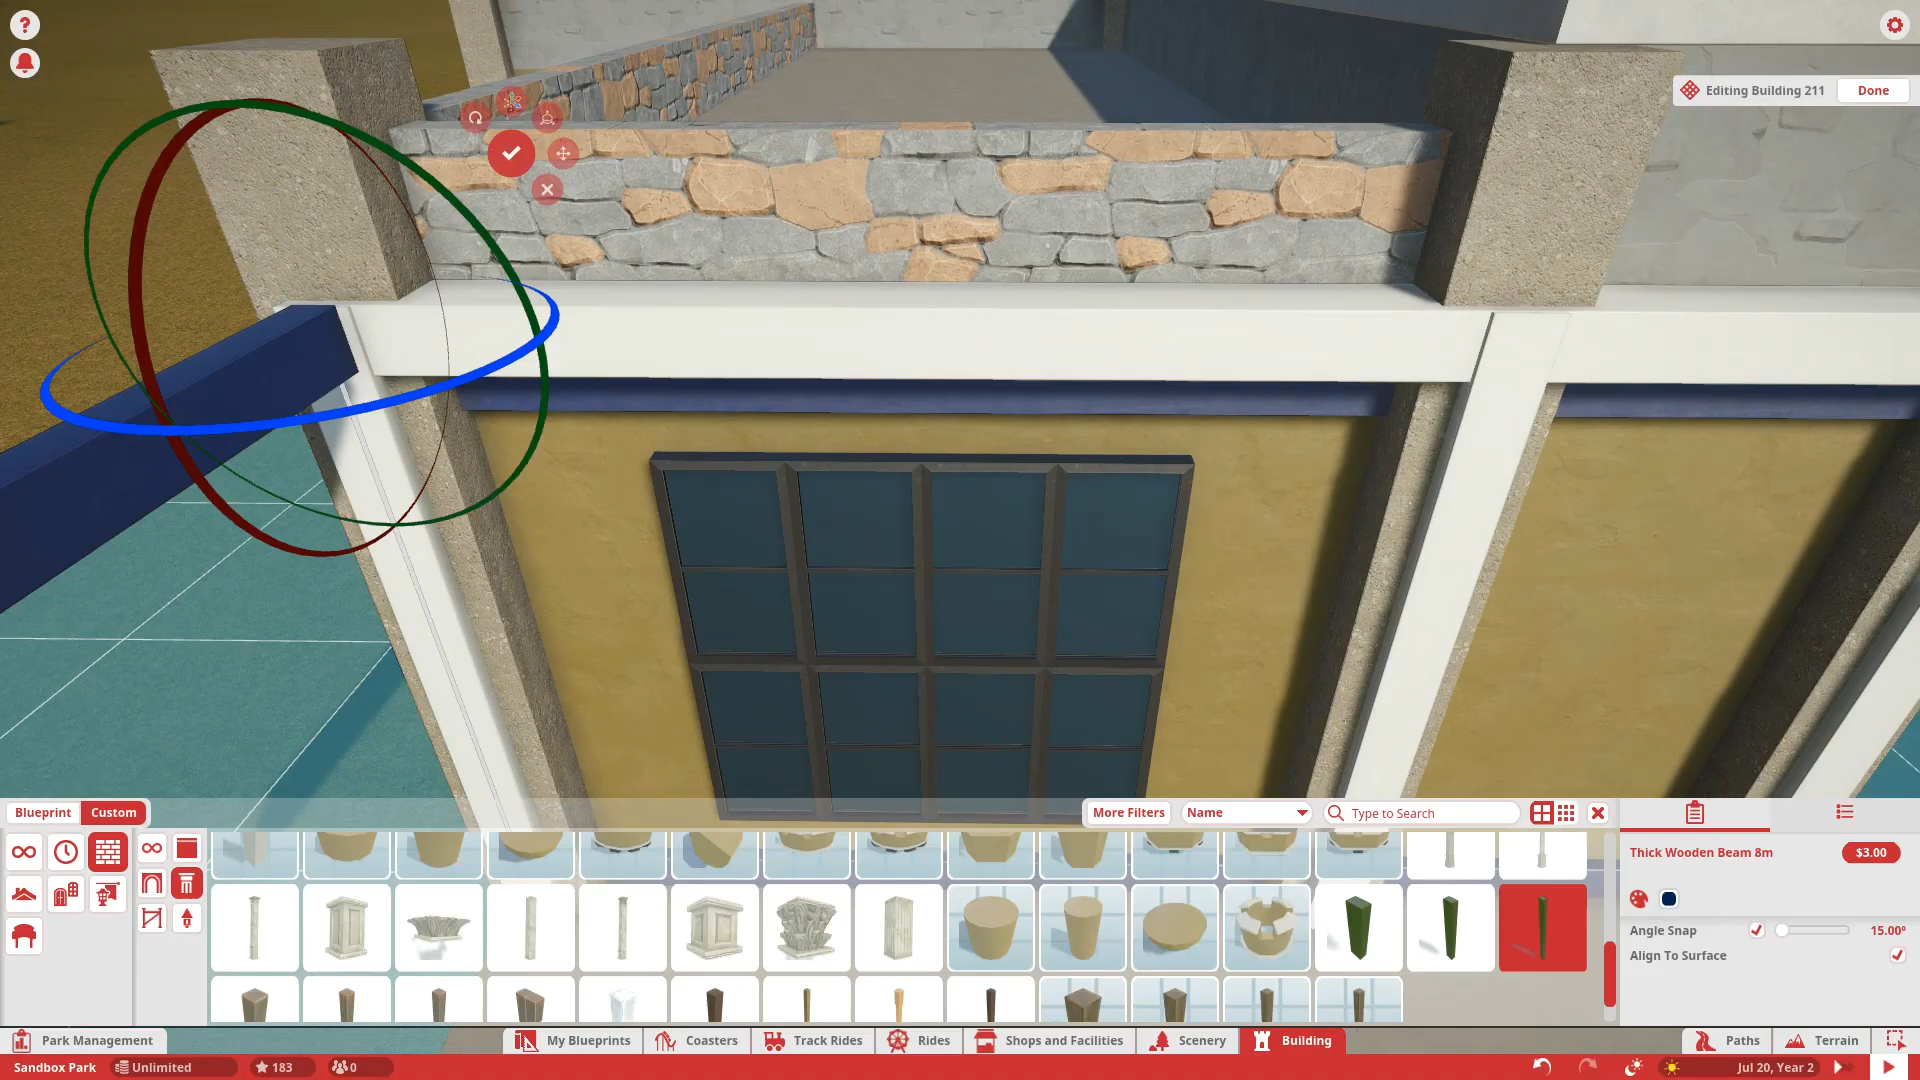 ?
Editing Building 211
Done
Blueprint
Custom
More Filters
Name
Type to Search
Thick Wooden Beam 8m
$3.00
Angle Snap
15.00°
Align To Surface
Park Management
My Blueprints
Coasters
Track Rides
Rides
Shops and Facilities
Scenery
Building
Paths
Terrain
Sandbox Park
Unlimited
183
0
Jul 20, Year 2